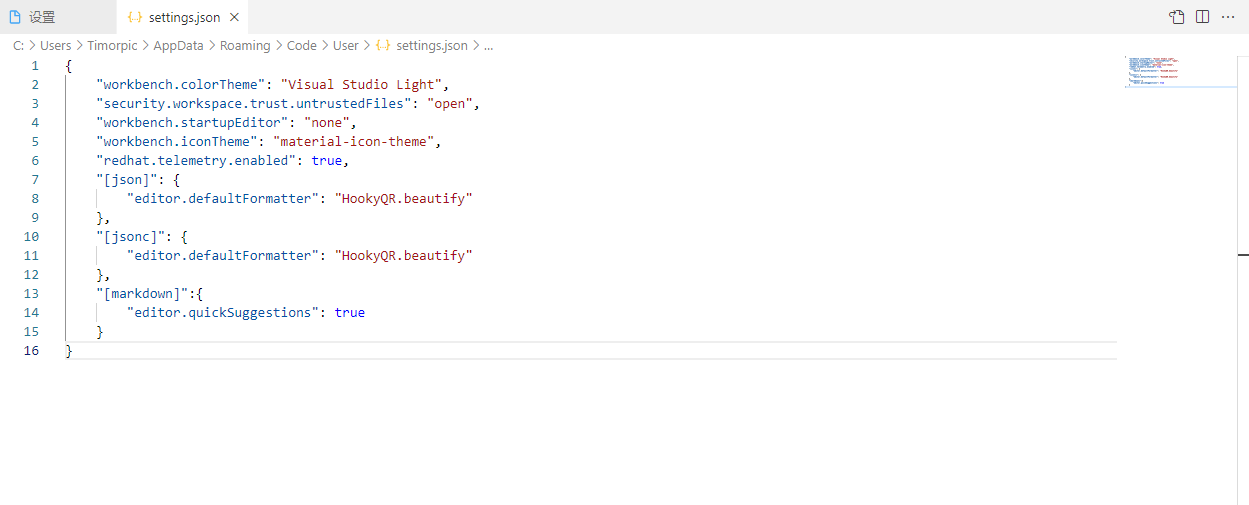 设置
settings.json
C: > Users > Timorpic > AppData > Roaming > Code > User > {} settings.json > ...
1 {
2 "workbench.colorTheme": "Visual Studio Light",
3 "security.workspace.trust.untrustedFiles": "open",
4 "workbench.startupEditor": "none",
5 "workbench.iconTheme": "material-icon-theme",
6 "redhat.telemetry.enabled": true,
7 "[json]": {
8 "editor.defaultFormatter": "HookyQR.beautify"
9 },
10 "[jsonc]": {
11 "editor.defaultFormatter": "HookyQR.beautify"
12 },
13 "[markdown]":{
14 "editor.quickSuggestions": true
15 }
16 }